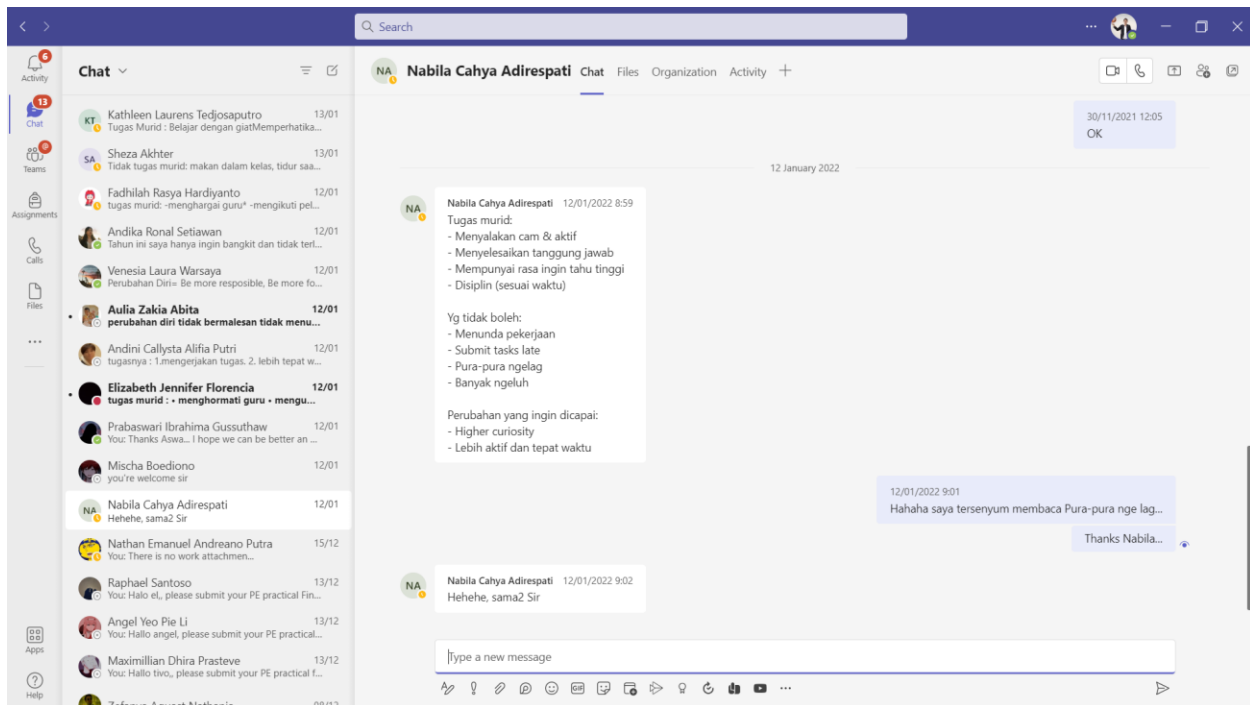 Search
6
Activity
13
Chat
@
Teams
Assignments
Calls
Files
Apps
Help
Chat
KT
Kathleen Laurens Tedjosaputro 13/01
Tugas Murid : Belajar dengan giatMemperhatika...
SA
Sheza Akhter 13/01
Tidak tugas murid: makan dalam kelas, tidur saa...
Fadhilah Rasya Hardiyanto 12/01
tugas murid: -menghargai guru* -mengikuti pel...
Andika Ronal Setiawan 12/01
Tahun ini saya hanya ingin bangkit dan tidak terl...
Venesia Laura Warsaya 12/01
Perubahan Diri= Be more resposible, Be more fo...
Aulia Zakia Abita 12/01
perubahan diri tidak bermalesan tidak menu...
Andini Callysta Alifia Putri 12/01
tugasnya : 1.mengerjakan tugas. 2. lebih tepat w...
Elizabeth Jennifer Florencia 12/01
tugas murid : • menghormati guru • mengu...
Prabaswari Ibrahima Gussuthaw 12/01
You: Thanks Aswa... I hope we can be better an ...
Mischa Boediono 12/01
you're welcome sir
NA
Nabila Cahya Adirespati 12/01
Hehehe, sama2 Sir
Nathan Emanuel Andreano Putra 15/12
You: There is no work attachmen...
Raphael Santoso 13/12
You: Halo el,, please submit your PE practical Fin...
Angel Yeo Pie Li 13/12
You: Hallo angel, please submit your PE practical...
Maximillian Dhira Prasteve 13/12
You: Hallo tivo,, please submit your PE practical f...
NA Nabila Cahya Adirespati Chat Files Organization Activity
30/11/2021 12:05
OK
12 January 2022
NA
Nabila Cahya Adirespati 12/01/2022 8:59
Tugas murid:
- Menyalakan cam & aktif
- Menyelesaikan tanggung jawab
- Mempunyai rasa ingin tahu tinggi
- Disiplin (sesuai waktu)
Yg tidak boleh:
- Menunda pekerjaan
- Submit tasks late
- Pura-pura ngelag
- Banyak ngeluh
Perubahan yang ingin dicapai:
- Higher curiosity
- Lebih aktif dan tepat waktu
12/01/2022 9:01
Hahaha saya tersenyum membaca Pura-pura nge lag...
Thanks Nabila...
NA
Nabila Cahya Adirespati 12/01/2022 9:02
Hehehe, sama2 Sir
Type a new message
GIF